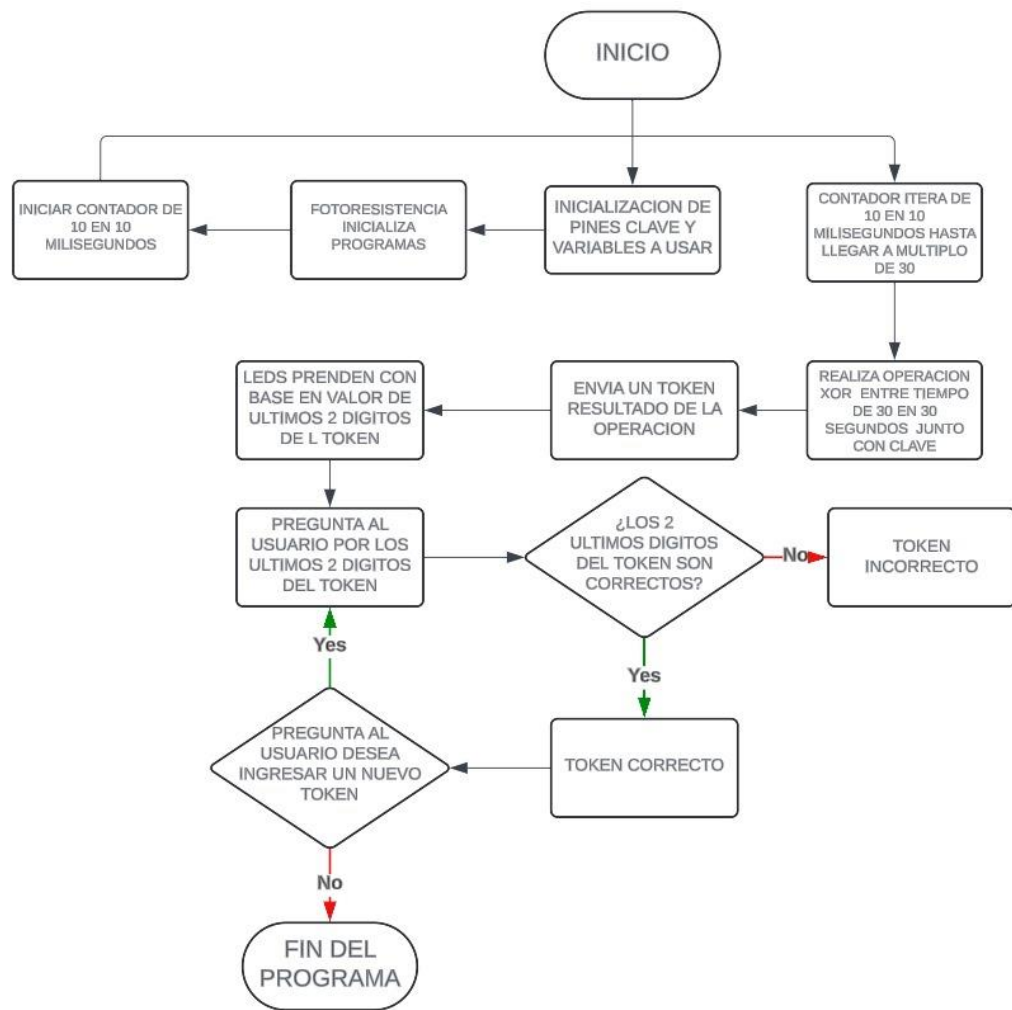 INICIO
INICIAR CONTADOR DE
10 EN 10
MILISEGUNDOS
FOTORESISTENCIA
INICIALIZA
PROGRAMAS
INICIALIZACION DE
PINES CLAVE Y
VARIABLES A USAR
CONTADOR ITERA DE
10 EN 10
MILISEGUNDOS HASTA
LLEGAR A MULTIPLO
DE 30
LEDS PRENDEN CON
BASE EN VALOR DE
ULTIMOS 2 DIGITOS
DE L TOKEN
ENVIA UN TOKEN
RESULTADO DE LA
OPERACION
REALIZA OPERACION
XOR ENTRE TIEMPO
DE 30 EN 30
SEGUNDOS JUNTO
CON CLAVE
PREGUNTA AL
USUARIO POR LOS
ULTIMOS 2 DIGITOS
DEL TOKEN
¿LOS 2
ULTIMOS DIGITOS
DEL TOKEN SON
CORRECTOS?
No
TOKEN
INCORRECTO
Yes
Yes
PREGUNTA AL
USUARIO DESEA
INGRESAR UN NUEVO
TOKEN
TOKEN CORRECTO
No
FIN DEL
PROGRAMA